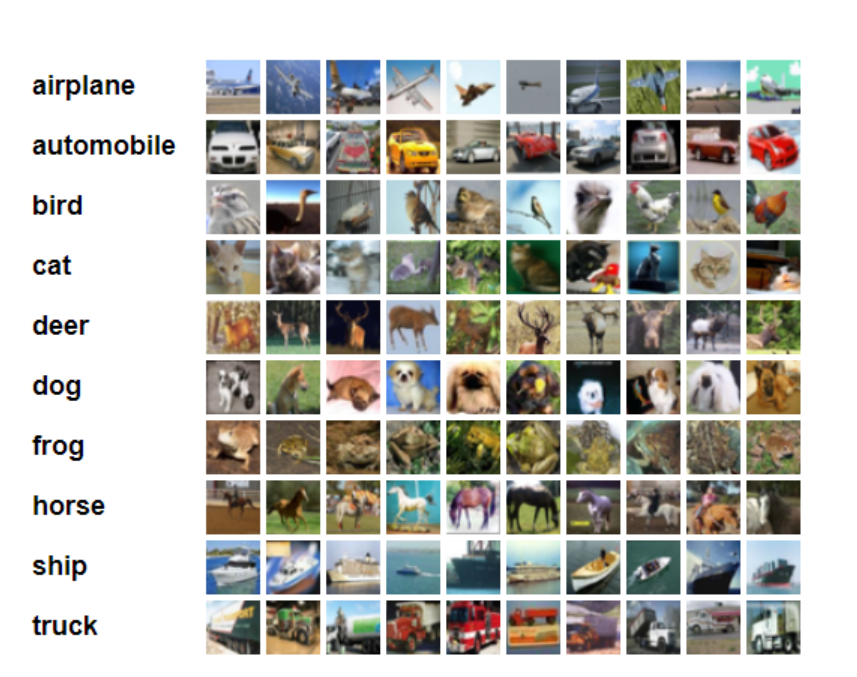 airplane
automobile
bird
cat
deer
dog
frog
horse
ship
truck